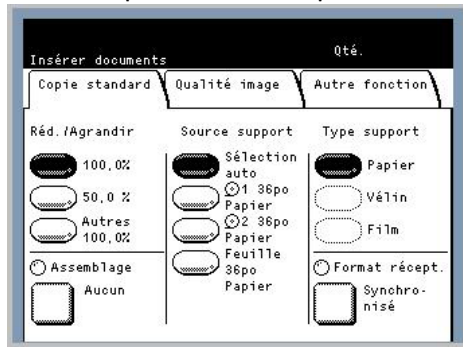 Qté.
Insérer documents
Copie standard
Qualité image
Autre fonction
Réd./Agrandir
100,0%
50,0 %
Autres
100,0%
Assemblage
Aucun
Source support
Sélection
auto
1 36po
Papier
2 36po
Papier
Feuille
36po
Papier
Type support
Papier
Vélin
Film
Format récept.
Synchro-
nisé